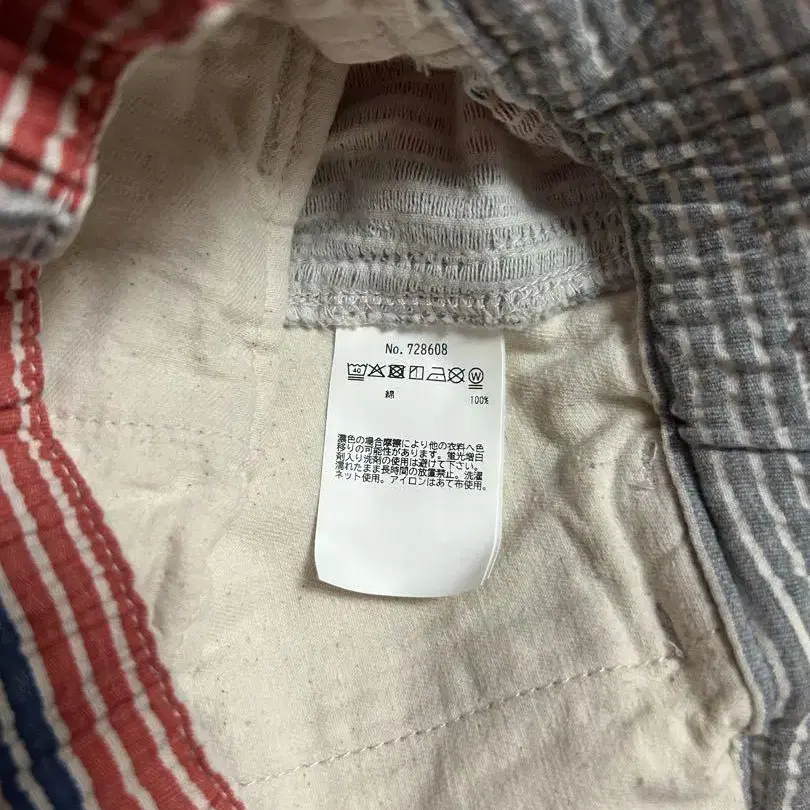 No. 728608
40 W
綿 100%
濃色の場合摩擦により他の衣料へ色
移りの可能性があります。蛍光増白
剤入り洗剤の使用は避けて下さい。
濡れたまま長時間の放置禁止。洗濯
ネット使用。アイロンはあて布使用。